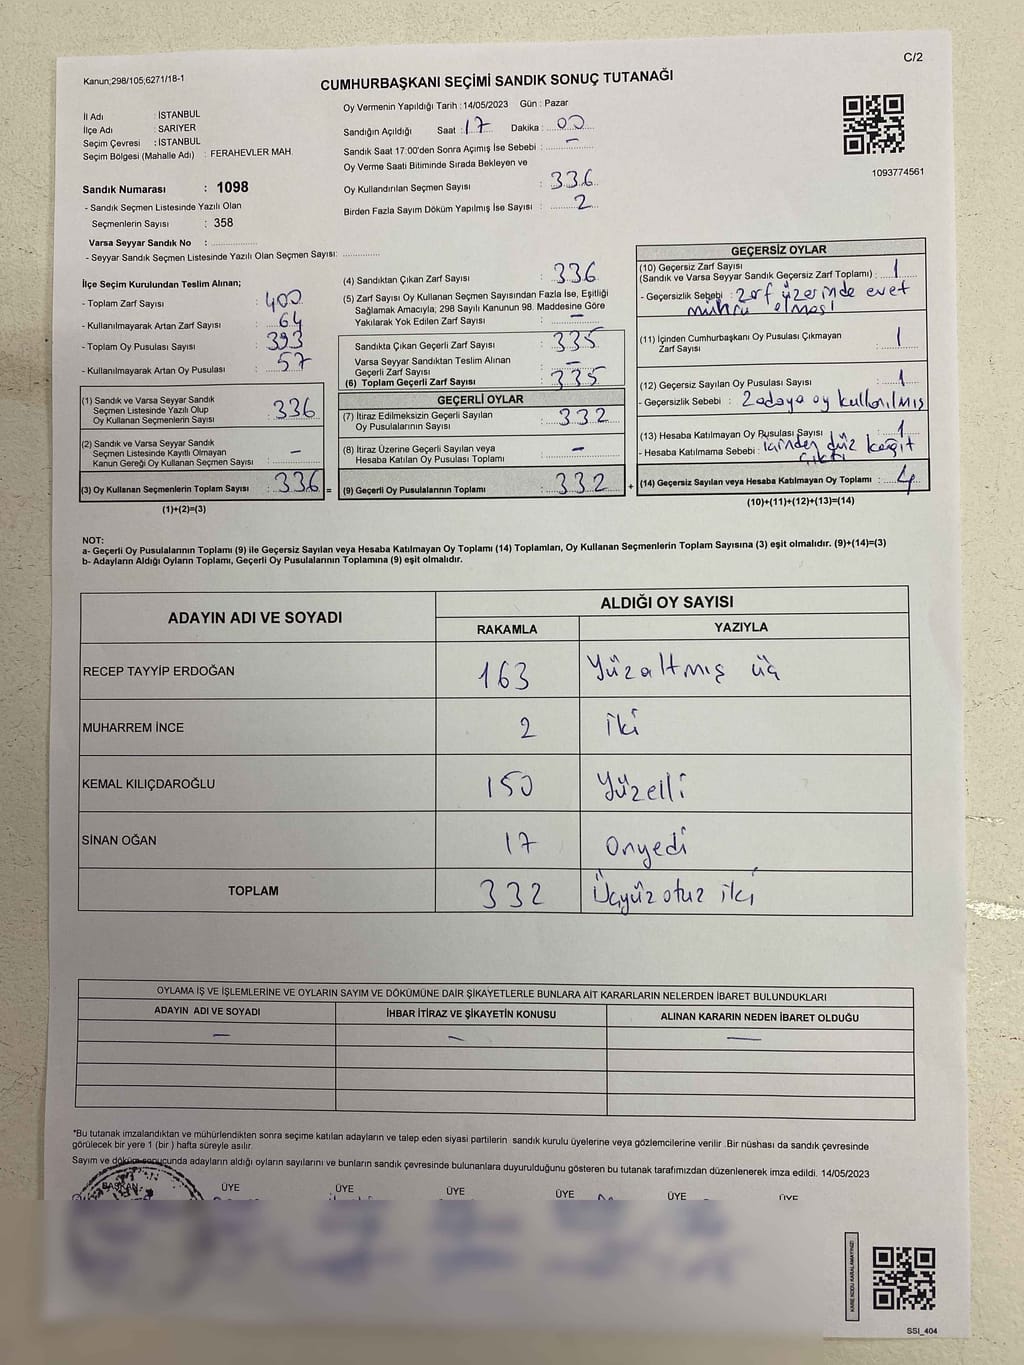 Kanun;298/105;6271/18-1
C/2
CUMHURBAŞKANI SEÇİMİ SANDIK SONUÇ TUTANAĞI
İl Adı : İSTANBUL
İlçe Adı : SARIYER
Seçim Çevresi : İSTANBUL
Seçim Bölgesi (Mahalle Adı) : FERAHEVLER MAH.
Sandık Numarası : 1098
- Sandık Seçmen Listesinde Yazılı Olan
Seçmenlerin Sayısı : 358
Varsa Seyyar Sandık No :
- Seyyar Sandık Seçmen Listesinde Yazılı Olan Seçmen Sayısı:
Oy Vermenin Yapıldığı Tarih : 14/05/2023 Gün : Pazar
Sandığın Açıldığı Saat : 17 Dakika : 00
Sandık Saat 17:00'den Sonra Açımış İse Sebebi : —
Oy Verme Saati Bitiminde Sırada Bekleyen ve
Oy Kullandırılan Seçmen Sayısı : 336
Birden Fazla Sayım Döküm Yapılmış İse Sayısı : 2
1093774561
İlçe Seçim Kurulundan Teslim Alınan;
- Toplam Zarf Sayısı : 400
- Kullanılmayarak Artan Zarf Sayısı : 64
- Toplam Oy Pusulası Sayısı : 393
- Kullanılmayarak Artan Oy Pusulası : 57
(1) Sandık ve Varsa Seyyar Sandık
Seçmen Listesinde Yazılı Olup
Oy Kullanan Seçmenlerin Sayısı : 336
(2) Sandık ve Varsa Seyyar Sandık
Seçmen Listesinde Kayıtlı Olmayan
Kanun Gereği Oy Kullanan Seçmen Sayısı : —
(3) Oy Kullanan Seçmenlerin Toplam Sayısı : 336 =
(1)+(2)=(3)
(4) Sandıktan Çıkan Zarf Sayısı : 336
(5) Zarf Sayısı Oy Kullanan Seçmen Sayısından Fazla İse, Eşitliği
Sağlamak Amacıyla; 298 Sayılı Kanunun 98. Maddesine Göre
Yakılarak Yok Edilen Zarf Sayısı : —
Sandıkta Çıkan Geçerli Zarf Sayısı : 335
Varsa Seyyar Sandıktan Teslim Alınan
Geçerli Zarf Sayısı : —
(6) Toplam Geçerli Zarf Sayısı : 335
GEÇERLİ OYLAR
(7) İtiraz Edilmeksizin Geçerli Sayılan
Oy Pusulalarının Sayısı : 332
(8) İtiraz Üzerine Geçerli Sayılan veya
Hesaba Katılan Oy Pusulası Toplamı : —
(9) Geçerli Oy Pusulalarının Toplamı : 332 +
GEÇERSİZ OYLAR
(10) Geçersiz Zarf Sayısı
(Sandık ve Varsa Seyyar Sandık Geçersiz Zarf Toplamı) : 1
- Geçersizlik Sebebi : zarf üzerinde evet
mührü olması
(11) İçinden Cumhurbaşkanı Oy Pusulası Çıkmayan
Zarf Sayısı : 1
(12) Geçersiz Sayılan Oy Pusulası Sayısı : 1
- Geçersizlik Sebebi : 2 adaya oy kullanılmış
(13) Hesaba Katılmayan Oy Pusulası Sayısı : 1
- Hesaba Katılmama Sebebi : içinden düz kağıt
çıktı
(14) Geçersiz Sayılan veya Hesaba Katılmayan Oy Toplamı : 4
(10)+(11)+(12)+(13)=(14)
NOT:
a- Geçerli Oy Pusulalarının Toplamı (9) ile Geçersiz Sayılan veya Hesaba Katılmayan Oy Toplamı (14) Toplamları, Oy Kullanan Seçmenlerin Toplam Sayısına (3) eşit olmalıdır. (9)+(14)=(3)
b- Adayların Aldığı Oyların Toplamı, Geçerli Oy Pusulalarının Toplamına (9) eşit olmalıdır.
ADAYIN ADI VE SOYADI
ALDIĞI OY SAYISI
RAKAMLA YAZIYLA
RECEP TAYYİP ERDOĞAN 163 Yüzaltmış üç
MUHARREM İNCE 2 iki
KEMAL KILIÇDAROĞLU 150 Yüzelli
SİNAN OĞAN 17 Onyedi
TOPLAM 332 Üçyüz otuz iki
OYLAMA İŞ VE İŞLEMLERİNE VE OYLARIN SAYIM VE DÖKÜMÜNE DAİR ŞİKAYETLERLE BUNLARA AİT KARARLARIN NELERDEN İBARET BULUNDUKLARI
ADAYIN ADI VE SOYADI İHBAR İTİRAZ VE ŞİKAYETİN KONUSU ALINAN KARARIN NEDEN İBARET OLDUĞU
— — —
*Bu tutanak imzalandıktan ve mühürlendikten sonra seçime katılan adayların ve talep eden siyasi partilerin sandık kurulu üyelerine veya gözlemcilerine verilir .Bir nüshası da sandık çevresinde
görülecek bir yere 1 (bir ) hafta süreyle asılır.
Sayım ve döküm sonucunda adayların aldığı oyların sayılarını ve bunların sandık çevresinde bulunanlara duyurulduğunu gösteren bu tutanak tarafımızdan düzenlenerek imza edildi. 14/05/2023
BAŞKAN ÜYE ÜYE ÜYE ÜYE ÜYE ÜYE
KARE KODU KARALAMAYINIZ!
SSI_404